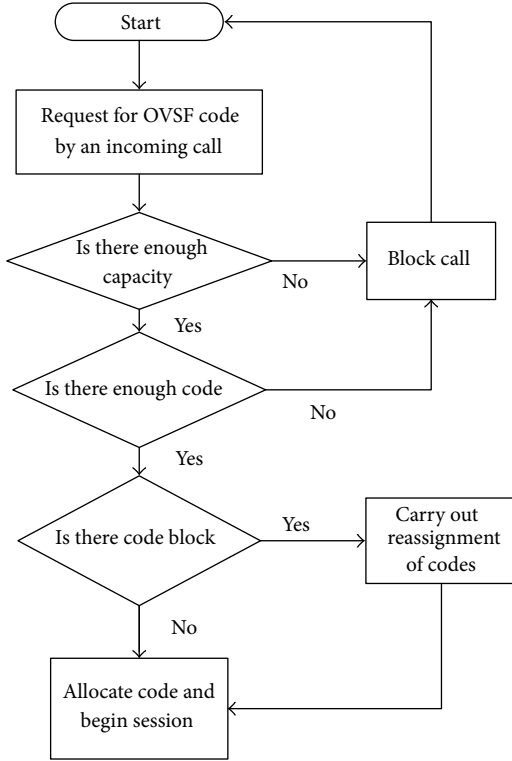 Start
Request for OVSF code
by an incoming call
Is there enough
capacity
No
Block call
Yes
Is there enough code
No
Yes
Is there code block
Yes
Carry out
reassignment
of codes
No
Allocate code and
begin session